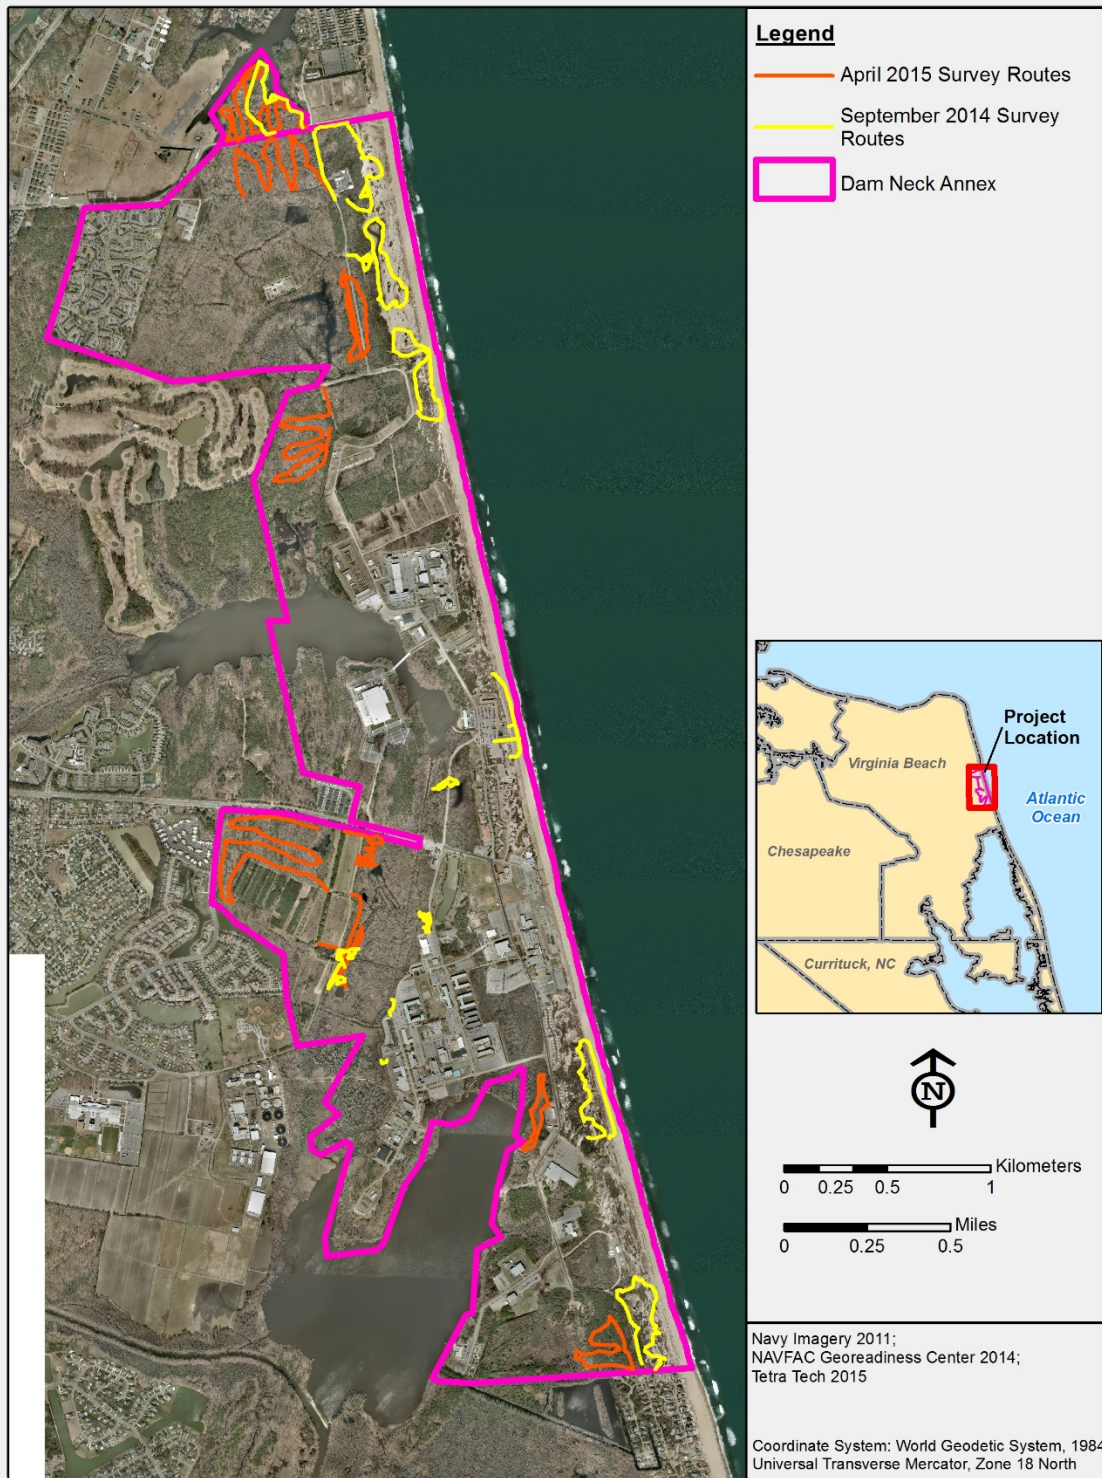 Legend
April 2015 Survey Routes
September 2014 Survey
Routes
Dam Neck Annex
Project
Location
Virginia Beach
Atlantic
Ocean
Chesapeake
Currituck, NC
N
Kilometers
0 0.25 0.5 1
Miles
0 0.25 0.5
Navy Imagery 2011;
NAVFAC Georeadiness Center 2014;
Tetra Tech 2015
Coordinate System: World Geodetic System, 1984
Universal Transverse Mercator, Zone 18 North